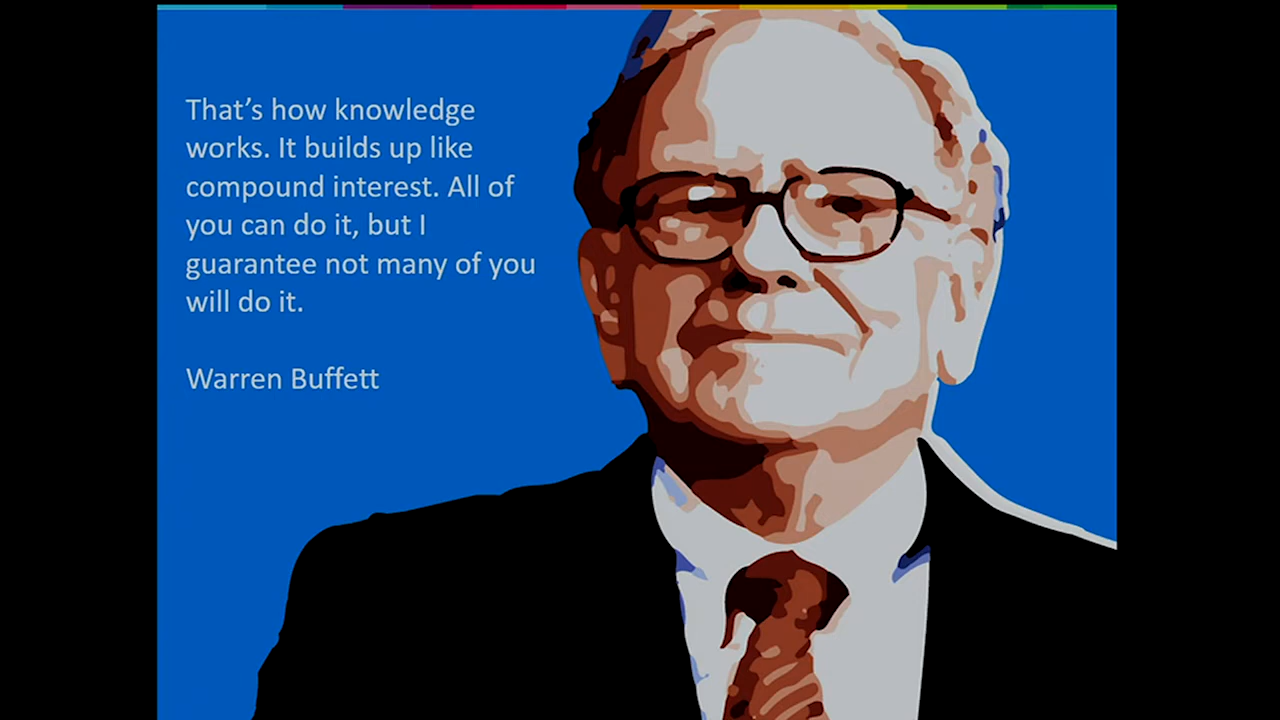 That’s how knowledge
works. It builds up like
compound interest. All of
you can do it, but I
guarantee not many of you
will do it.
Warren Buffett